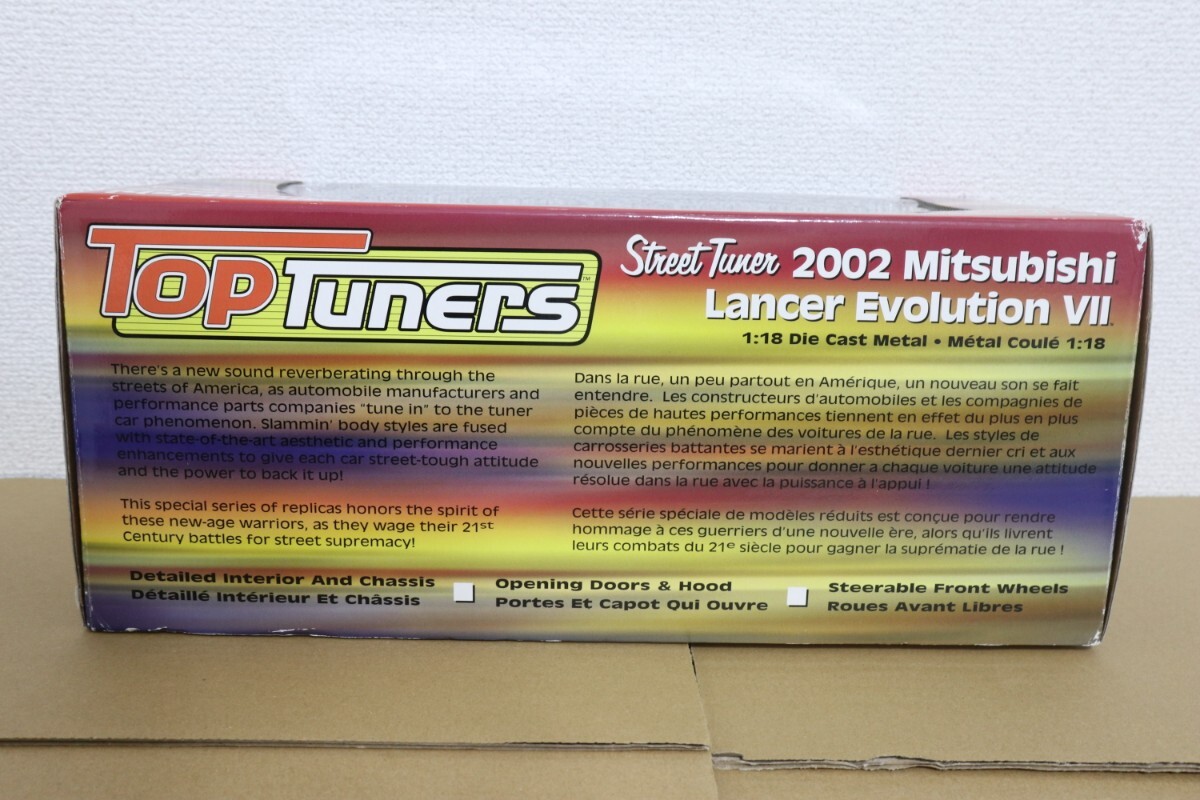 Top Tuners™
Street Tuner 2002 Mitsubishi
Lancer Evolution VII
1:18 Die Cast Metal • Métal Coulé 1:18
There's a new sound reverberating through the
streets of America, as automobile manufacturers and
performance parts companies "tune in" to the tuner
car phenomenon. Slammin' body styles are fused
with state-of-the-art aesthetic and performance
enhancements to give each car street-tough attitude
and the power to back it up!
This special series of replicas honors the spirit of
these new-age warriors, as they wage their 21st
Century battles for street supremacy!
Dans la rue, un peu partout en Amérique, un nouveau son se fait
entendre. Les constructeurs d'automobiles et les compagnies de
pièces de hautes performances tiennent en effet du plus en plus
compte du phénomène des voitures de la rue. Les styles de
carrosseries battantes se marient à l'esthétique dernier cri et aux
nouvelles performances pour donner a chaque voiture une attitude
résolue dans la rue avec la puissance à l'appui !
Cette série spéciale de modèles réduits est conçue pour rendre
hommage à ces guerriers d'une nouvelle ère, alors qu'ils livrent
leurs combats du 21e siècle pour gagner la suprématie de la rue !
Detailed Interior And Chassis
Détaillé Intérieur Et Châssis
Opening Doors & Hood
Portes Et Capot Qui Ouvre
Steerable Front Wheels
Roues Avant Libres